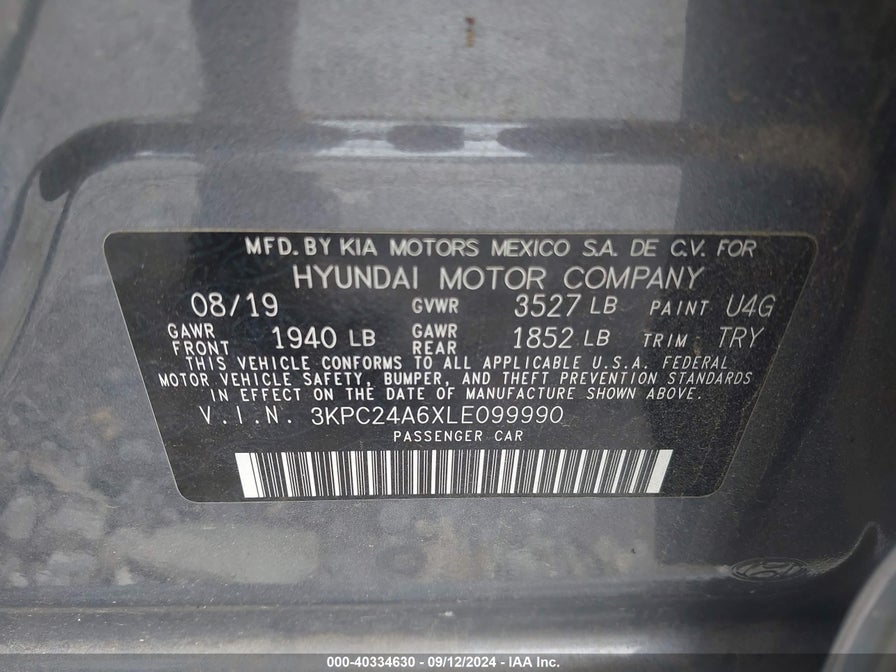 MFD. BY KIA MOTORS MEXICO S.A. DE C.V. FOR
HYUNDAI MOTOR COMPANY
08/19 GVWR 3527 LB PAINT U4G
GAWR FRONT 1940 LB GAWR REAR 1852 LB TRIM TRY
THIS VEHICLE CONFORMS TO ALL APPLICABLE U.S.A. FEDERAL
MOTOR VEHICLE SAFETY, BUMPER, AND THEFT PREVENTION STANDARDS
IN EFFECT ON THE DATE OF MANUFACTURE SHOWN ABOVE.
V.I.N. 3KPC24A6XLE099990
PASSENGER CAR
000-40334630 - 09/12/2024 - IAA Inc.